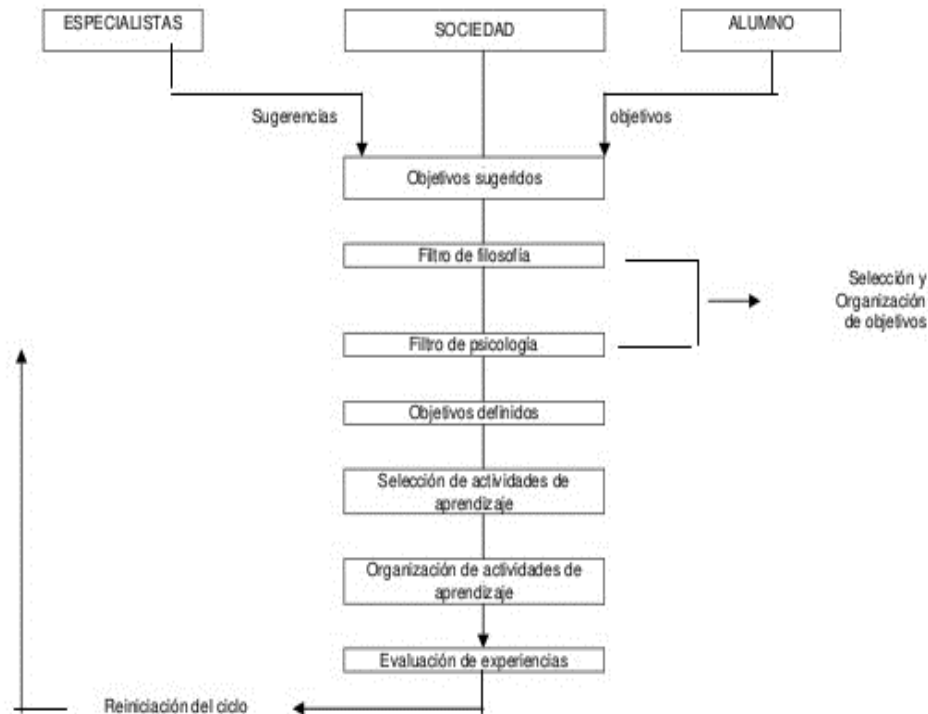 ESPECIALISTAS
SOCIEDAD
ALUMNO
Sugerencias
objetivos
Objetivos sugeridos
Filtro de filosofía
Selección y
Organización
de objetivos
Filtro de psicología
Objetivos definidos
Selección de actividades de
aprendizaje
Organización de actividades de
aprendizaje
Evaluación de experiencias
Reiniciación del ciclo